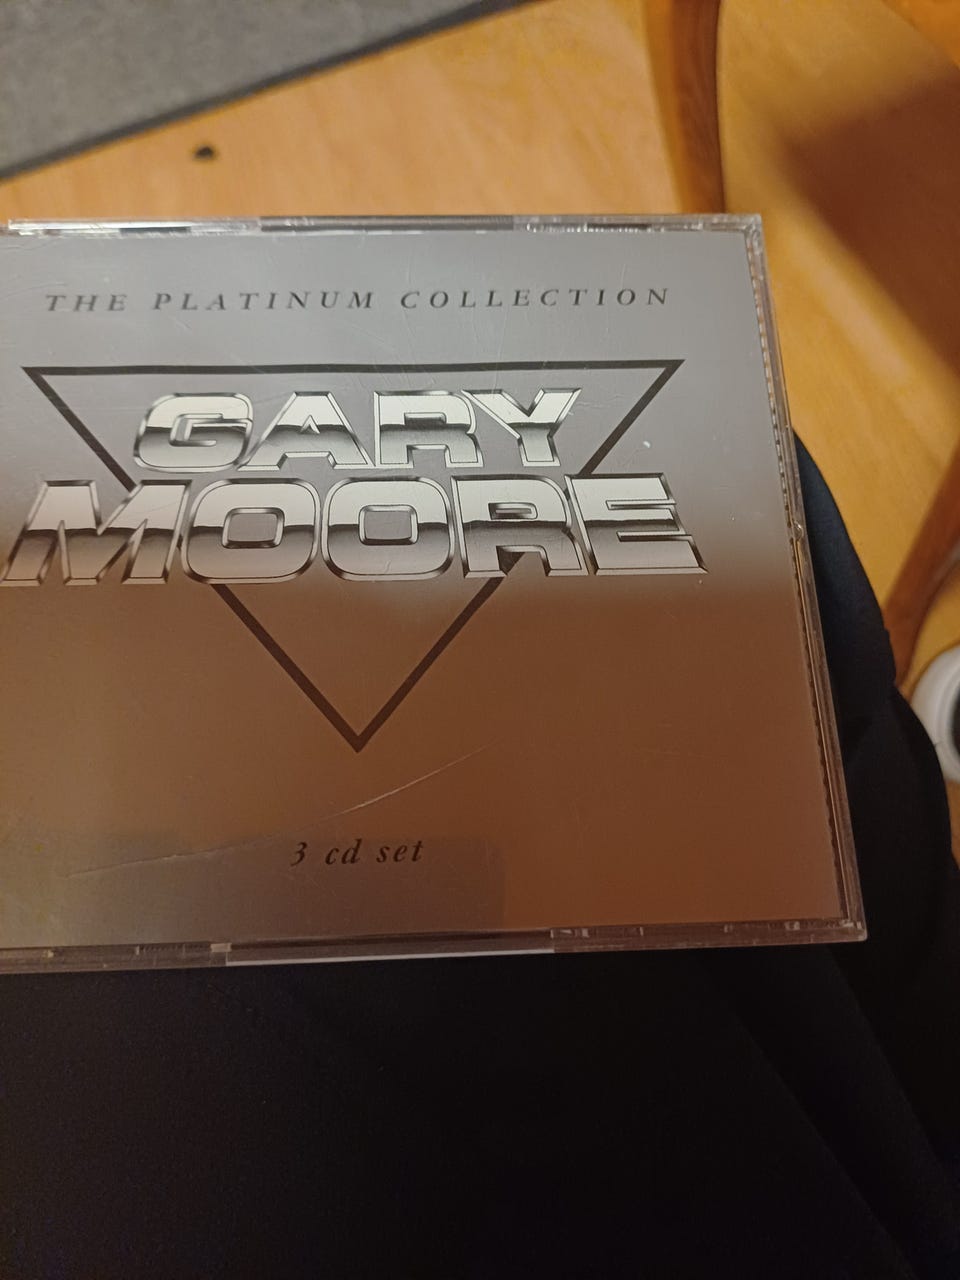 THE PLATINUM COLLECTION
GARY
MOORE
3 cd set